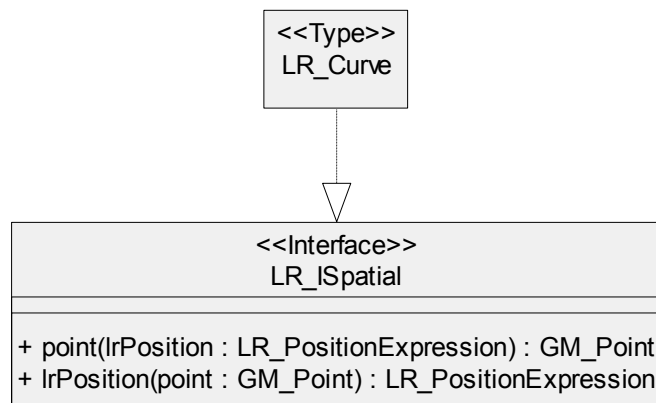 <<Type>>
LR_Curve
<<Interface>>
LR_ISpatial
+ point(lrPosition : LR_PositionExpression) : GM_Point
+ lrPosition(point : GM_Point) : LR_PositionExpression